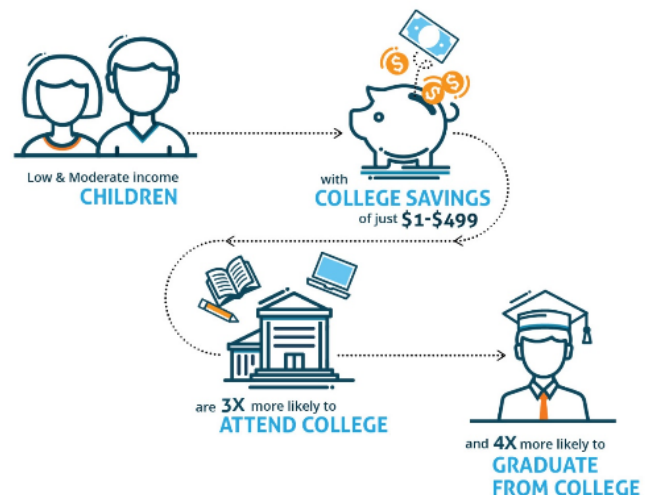 Low & Moderate income
CHILDREN
with
COLLEGE SAVINGS
of just $1-$499
are 3X more likely to
ATTEND COLLEGE
and 4X more likely to
GRADUATE
FROM COLLEGE